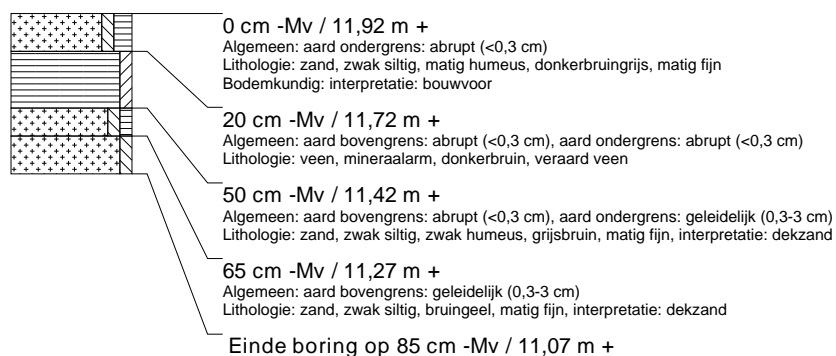 0 cm -Mv / 11,92 m +
Algemeen: aard ondergrens: abrupt (<0,3 cm)
Lithologie: zand, zwak siltig, matig humeus, donkerbruingrijs, matig fijn
Bodemkundig: interpretatie: bouwvoor
20 cm -Mv / 11,72 m +
Algemeen: aard bovengrens: abrupt (<0,3 cm), aard ondergrens: abrupt (<0,3 cm)
Lithologie: veen, mineraalarm, donkerbruin, veraard veen
50 cm -Mv / 11,42 m +
Algemeen: aard bovengrens: abrupt (<0,3 cm), aard ondergrens: geleidelijk (0,3-3 cm)
Lithologie: zand, zwak siltig, zwak humeus, grijsbruin, matig fijn, interpretatie: dekzand
65 cm -Mv / 11,27 m +
Algemeen: aard bovengrens: geleidelijk (0,3-3 cm)
Lithologie: zand, zwak siltig, bruingeel, matig fijn, interpretatie: dekzand
Einde boring op 85 cm -Mv / 11,07 m +